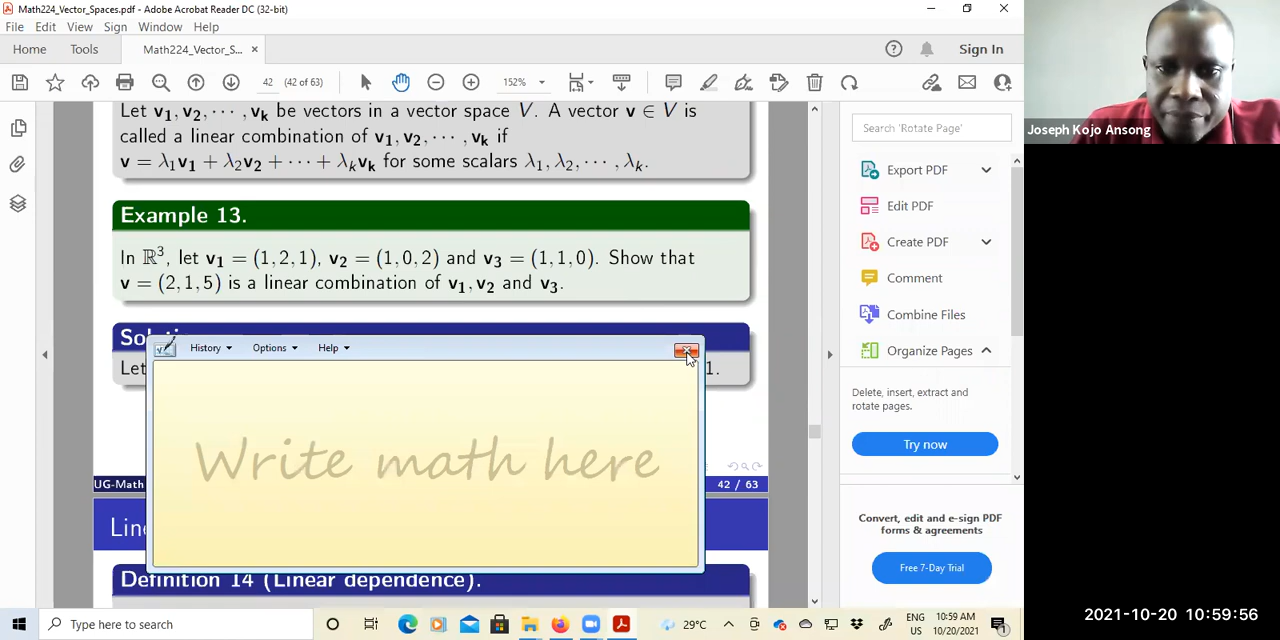 Math224_Vector_Spaces.pdf - Adobe Acrobat Reader DC (32-bit)
File Edit View Sign Window Help
Home Tools Math224_Vector_S... × Sign In
42 (42 of 63) 152%
Let v1, v2, ⋯ , vk be vectors in a vector space V. A vector v ∈ V is
called a linear combination of v1, v2, ⋯ , vk if
v = λ1v1 + λ2v2 + ⋯ + λkvk for some scalars λ1, λ2, ⋯ , λk.
Example 13.
In ℝ³, let v1 = (1, 2, 1), v2 = (1, 0, 2) and v3 = (1, 1, 0). Show that
v = (2, 1, 5) is a linear combination of v1, v2 and v3.
Let 1.
History Options Help
Write math here
UG-Math 42 / 63
Definition 14 (Linear dependence).
Search 'Rotate Page'
Export PDF
Edit PDF
Create PDF
Comment
Combine Files
Organize Pages
Delete, insert, extract and
rotate pages.
Try now
Convert, edit and e-sign PDF
forms & agreements
Free 7-Day Trial
Type here to search
29°C
ENG
US
10:59 AM
10/20/2021
Joseph Kojo Ansong
2021-10-20 10:59:56